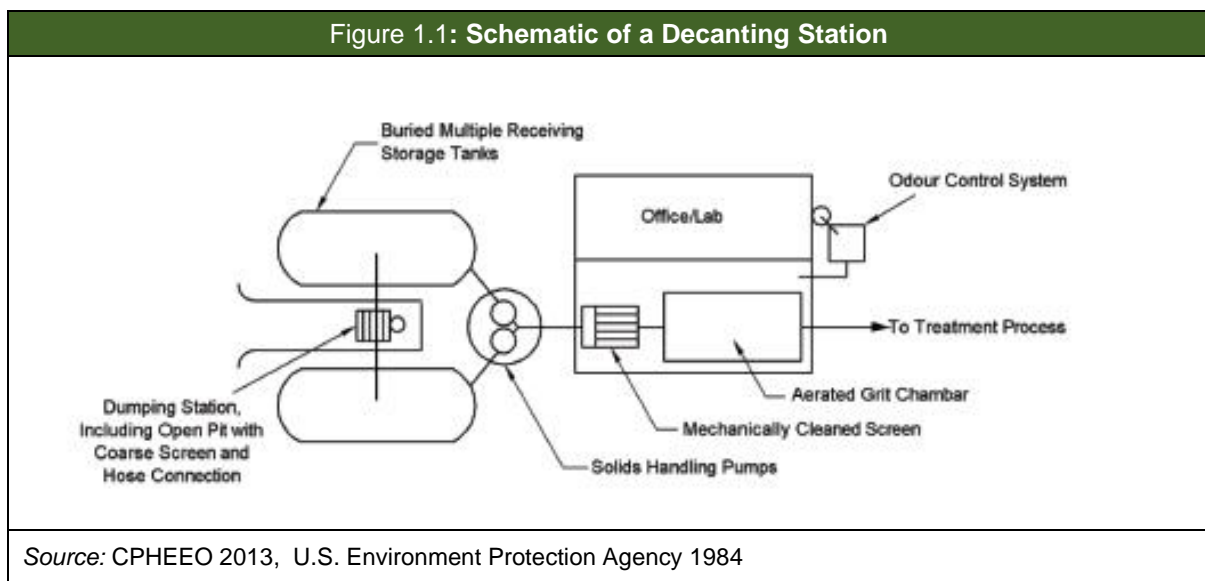 Figure 1.1: Schematic of a Decanting Station
Buried Multiple Receiving
Storage Tanks
Odour Control System
Office/Lab
To Treatment Process
Aerated Grit Chambar
Mechanically Cleaned Screen
Solids Handling Pumps
Dumping Station,
Including Open Pit with
Coarse Screen and
Hose Connection
Source: CPHEEO 2013, U.S. Environment Protection Agency 1984